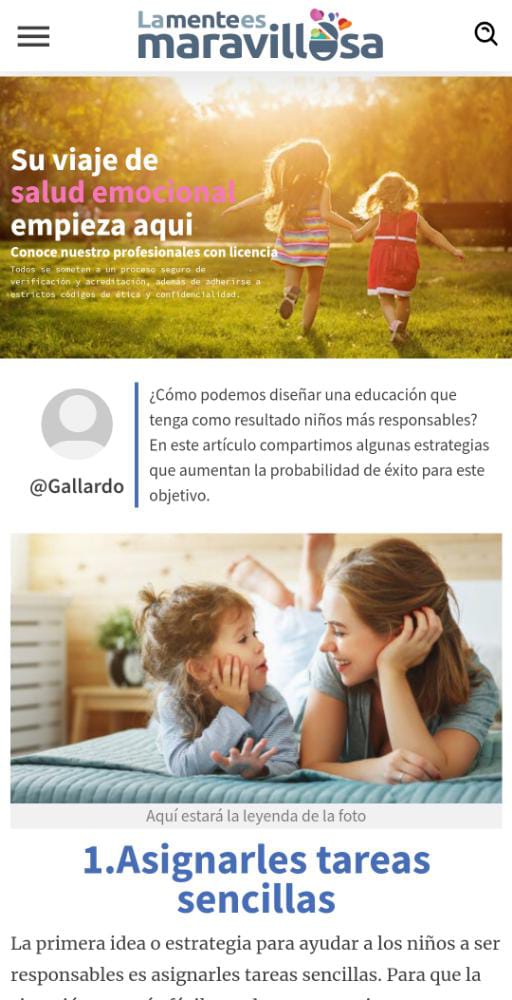 Lamentees
maravillosa
Su viaje de
salud emocional
empieza aqui
Conoce nuestro profesionales con licencia
Todos se someten a un proceso seguro de
verificación y acreditación, además de adherirse a
estrictos códigos de ética y confidencialidad.
¿Cómo podemos diseñar una educación que
tenga como resultado niños más responsables?
En este artículo compartimos algunas estrategias
que aumentan la probabilidad de éxito para este
objetivo.
@Gallardo
Aquí estará la leyenda de la foto
1.Asignarles tareas
sencillas
La primera idea o estrategia para ayudar a los niños a ser
responsables es asignarles tareas sencillas. Para que la